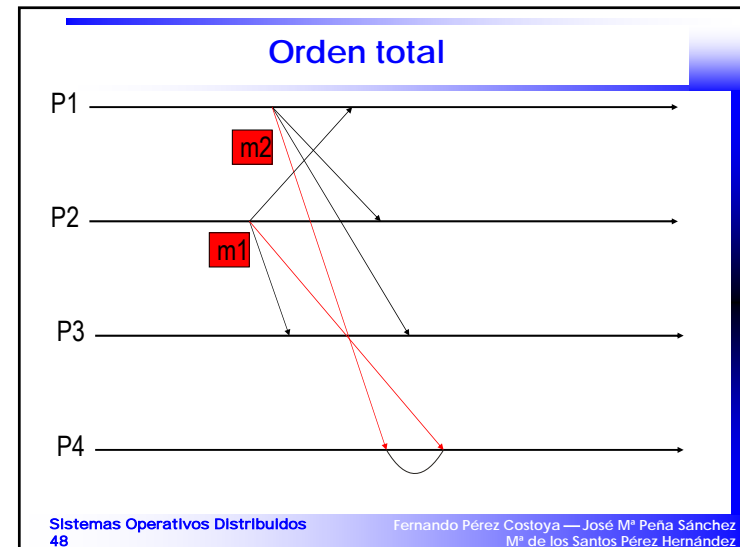 Orden total
P1
m2
P2
m1
P3
P4
Sistemas Operativos Distribuidos
48
Fernando Pérez Costoya — José Mª Peña Sánchez
Mª de los Santos Pérez Hernández